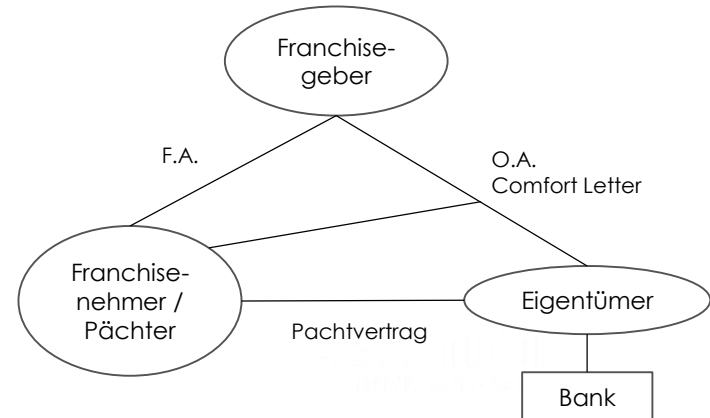 Franchise-
geber
F.A.
O.A.
Comfort Letter
Franchise-
nehmer /
Pächter
Eigentümer
Pachtvertrag
Bank